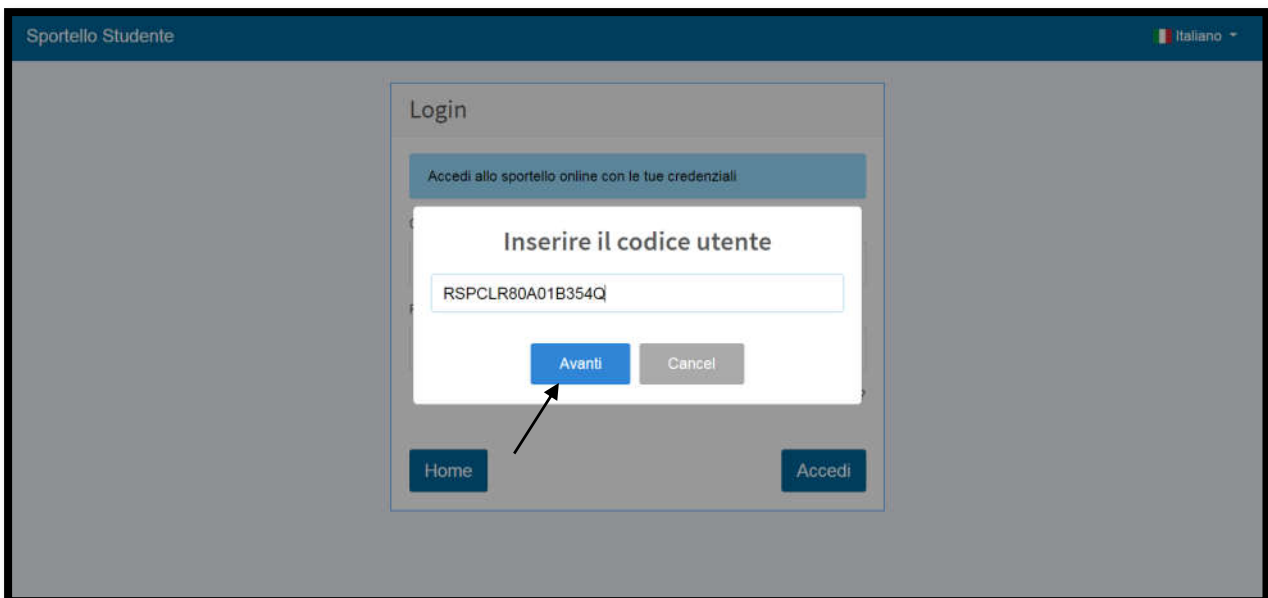 Sportello Studente
Italiano
Login
Accedi allo sportello online con le tue credenziali
Inserire il codice utente
RSPCLR80A01B354Q
Avanti Cancel
?
Home Accedi